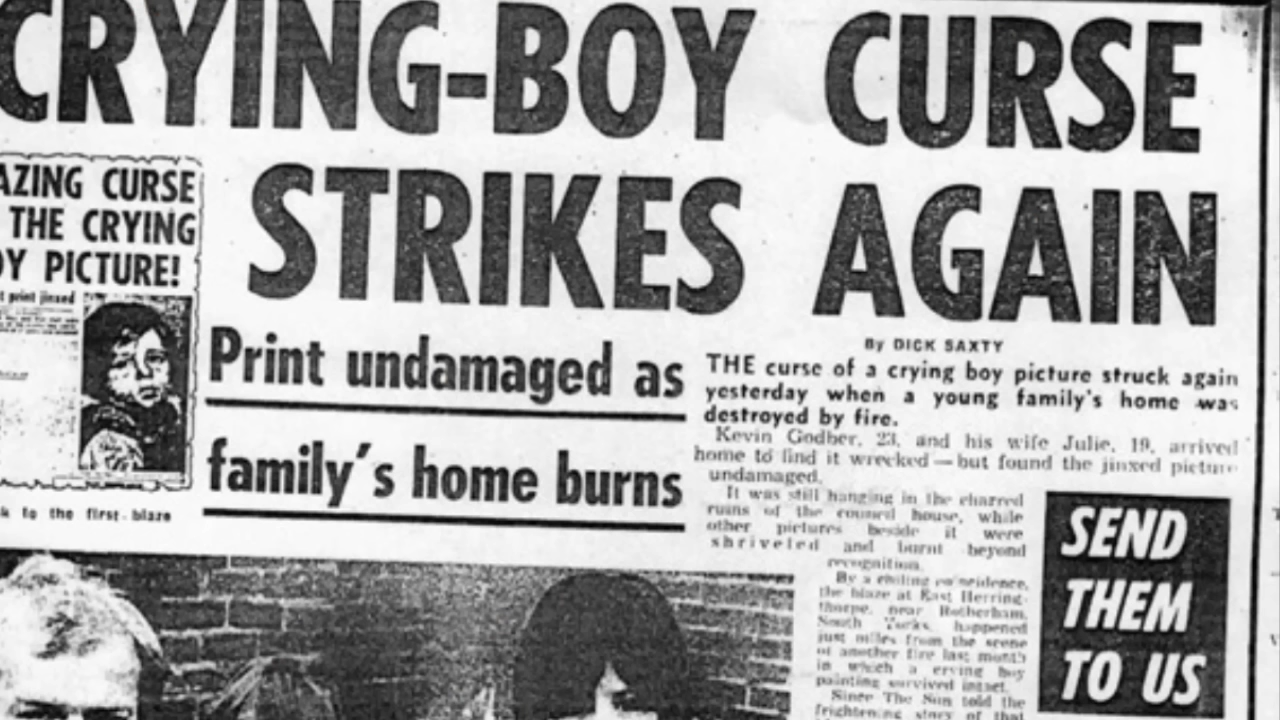 CRYING-BOY CURSE
STRIKES AGAIN
AZING CURSE
THE CRYING
OY PICTURE!
print jinxed
k to the first blaze
Print undamaged as
family's home burns
By DICK SAXTY
THE curse of a crying boy picture struck again
yesterday when a young family's home was
destroyed by fire.
Kevin Godber, 23, and his wife Julie, 19, arrived
home to find it wrecked — but found the jinxed picture
undamaged.
It was still hanging in the charred
ruins of the council house, while
other pictures beside it were
shriveled and burnt beyond
recognition.
By a chilling co'ncidence,
the blaze at East Herring-
thorpe, near Rotherham,
South Yorks, happened
just miles from the scene
of another fire last month
in which a crying boy
painting survived intact.
Since The Sun told the
frightening story of that
SEND
THEM
TO US